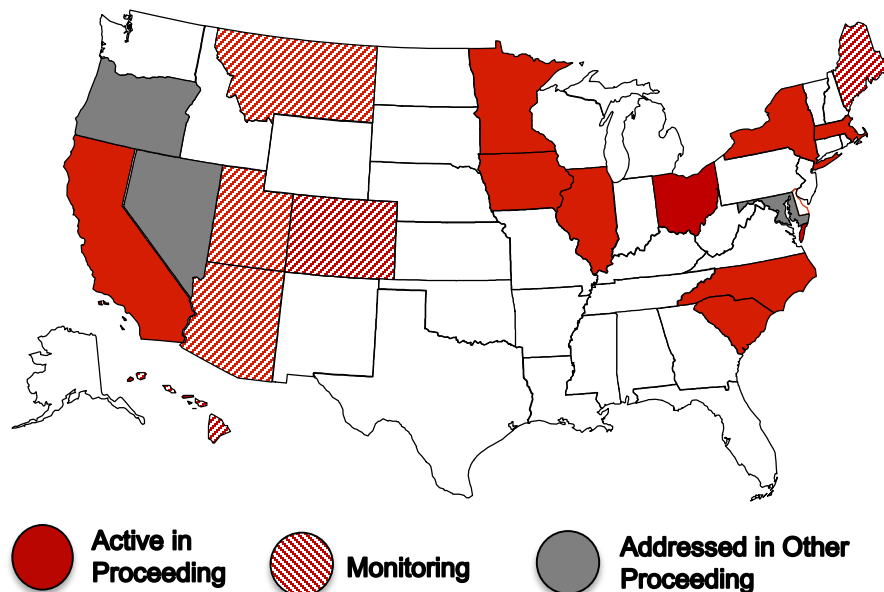 Active in
Proceeding
Monitoring
Addressed in Other
Proceeding